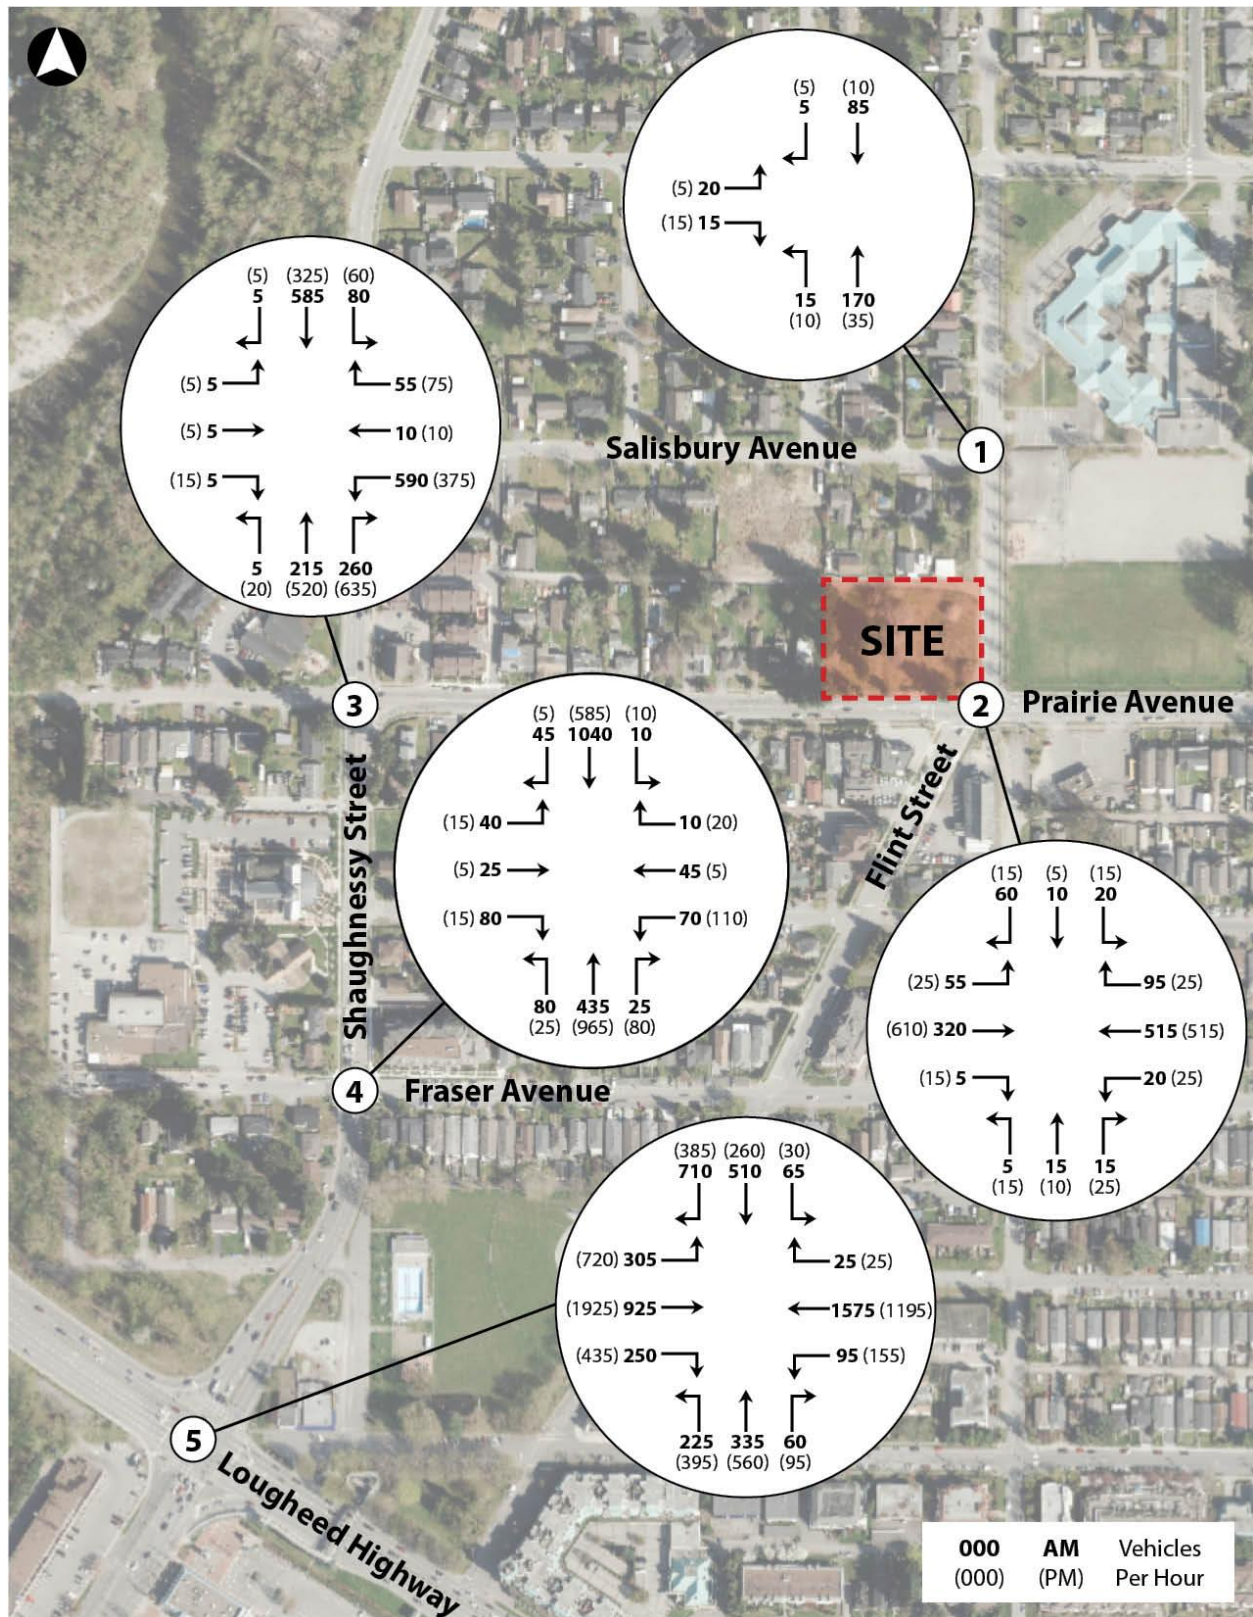 (5) (10)
5 85
(5) 20
(15) 15
15 170
(10) (35)
(5) (325) (60)
5 585 80
(5) 5 55 (75)
(5) 5 10 (10)
(15) 5 590 (375)
5 215 260
(20) (520) (635)
Salisbury Avenue
1
SITE
3
2
Prairie Avenue
Shaughnessy Street
Flint Street
(5) (585) (10)
45 1040 10
(15) 40 10 (20)
(5) 25 45 (5)
(15) 80 70 (110)
80 435 25
(25) (965) (80)
(15) (5) (15)
60 10 20
(25) 55 95 (25)
(610) 320 515 (515)
(15) 5 20 (25)
5 15 15
(15) (10) (25)
4
Fraser Avenue
(385) (260) (30)
710 510 65
(720) 305 25 (25)
(1925) 925 1575 (1195)
(435) 250 95 (155)
225 335 60
(395) (560) (95)
5
Lougheed Highway
000 AM Vehicles
(000) (PM) Per Hour